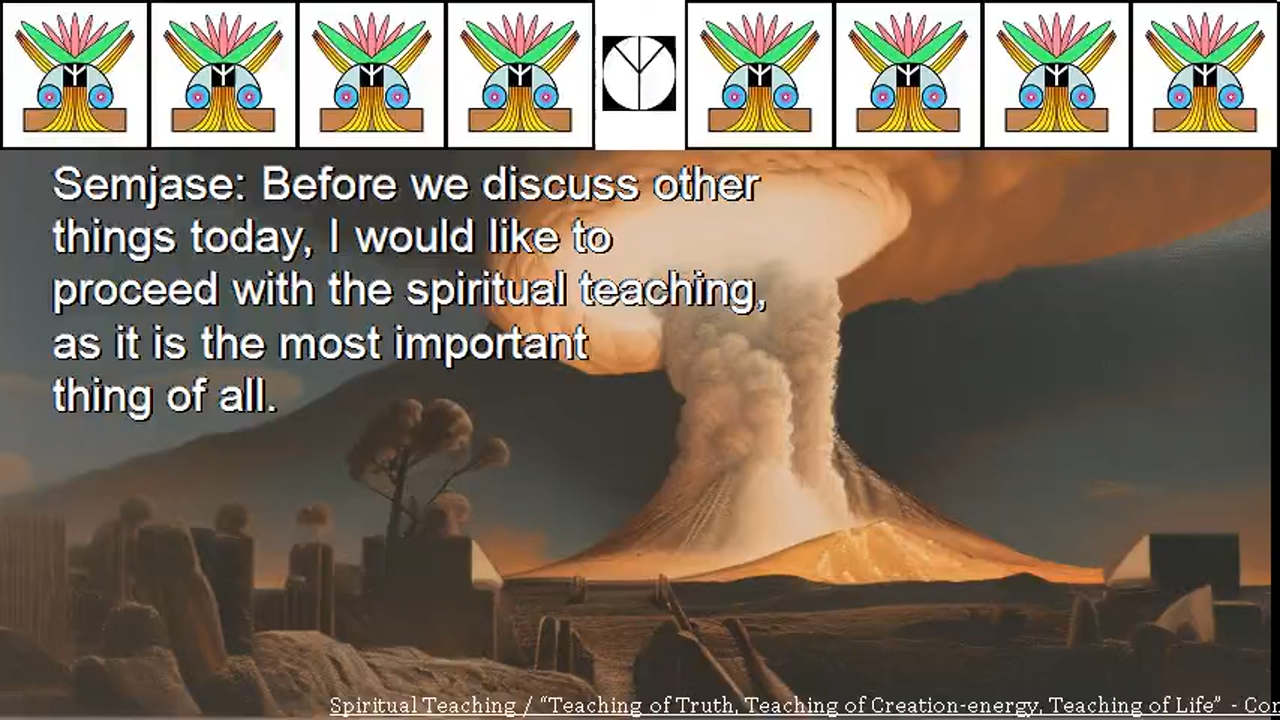 Semjase: Before we discuss other
things today, I would like to
proceed with the spiritual teaching,
as it is the most important
thing of all.
Spiritual Teaching / “Teaching of Truth, Teaching of Creation-energy, Teaching of Life” - Con